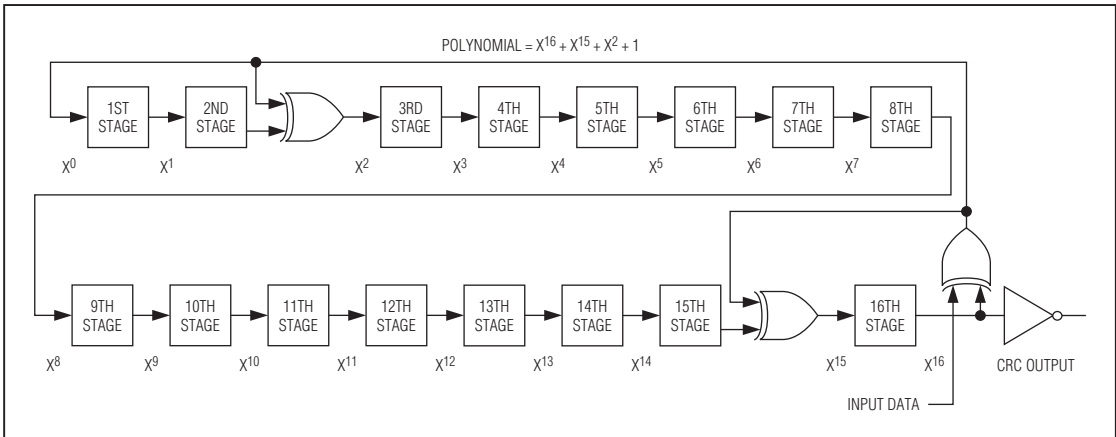 POLYNOMIAL = X16 + X15 + X2 + 1
1ST
STAGE
2ND
STAGE
3RD
STAGE
4TH
STAGE
5TH
STAGE
6TH
STAGE
7TH
STAGE
8TH
STAGE
X0
X1
X2
X3
X4
X5
X6
X7
9TH
STAGE
10TH
STAGE
11TH
STAGE
12TH
STAGE
13TH
STAGE
14TH
STAGE
15TH
STAGE
16TH
STAGE
X8
X9
X10
X11
X12
X13
X14
X15
X16
CRC OUTPUT
INPUT DATA